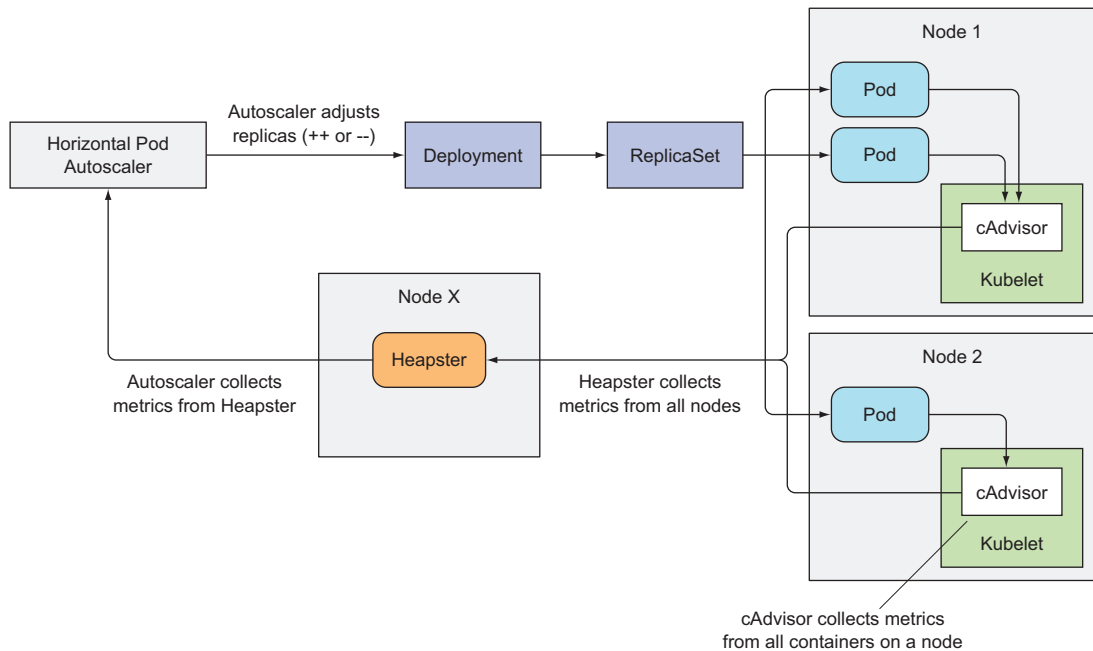 Node 1
Pod
Autoscaler adjusts
replicas (++ or --)
Horizontal Pod
Autoscaler
Deployment
ReplicaSet
Pod
cAdvisor
Kubelet
Node X
Heapster
Autoscaler collects
metrics from Heapster
Heapster collects
metrics from all nodes
Node 2
Pod
cAdvisor
Kubelet
cAdvisor collects metrics
from all containers on a node